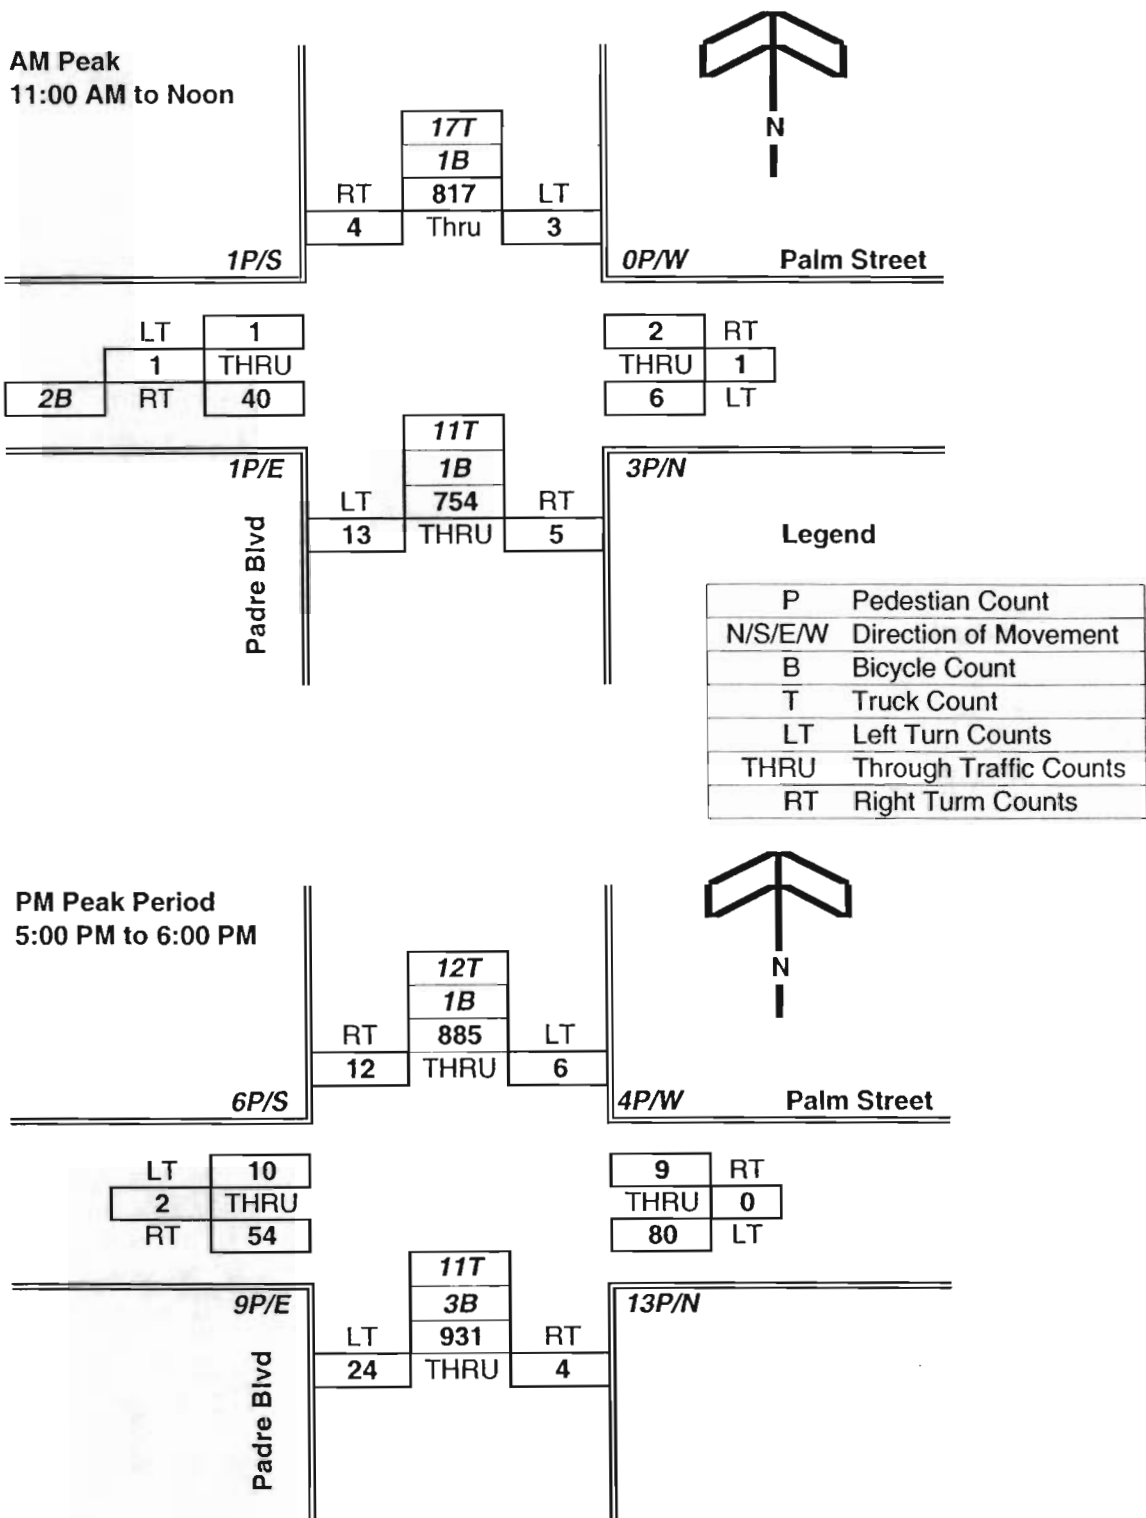 AM Peak
11:00 AM to Noon
N
17T
1B
RT 817 LT
4 Thru 3
1P/S 0P/W Palm Street
LT 1 2 RT
1 THRU THRU 1
2B RT 40 6 LT
11T
1P/E 1B 3P/N
LT 754 RT
13 THRU 5
Padre Blvd
Legend
P Pedestian Count
N/S/E/W Direction of Movement
B Bicycle Count
T Truck Count
LT Left Turn Counts
THRU Through Traffic Counts
RT Right Turm Counts
PM Peak Period
5:00 PM to 6:00 PM
N
12T
1B
RT 885 LT
12 THRU 6
6P/S 4P/W Palm Street
LT 10 9 RT
2 THRU THRU 0
RT 54 80 LT
11T
9P/E 3B 13P/N
LT 931 RT
24 THRU 4
Padre Blvd